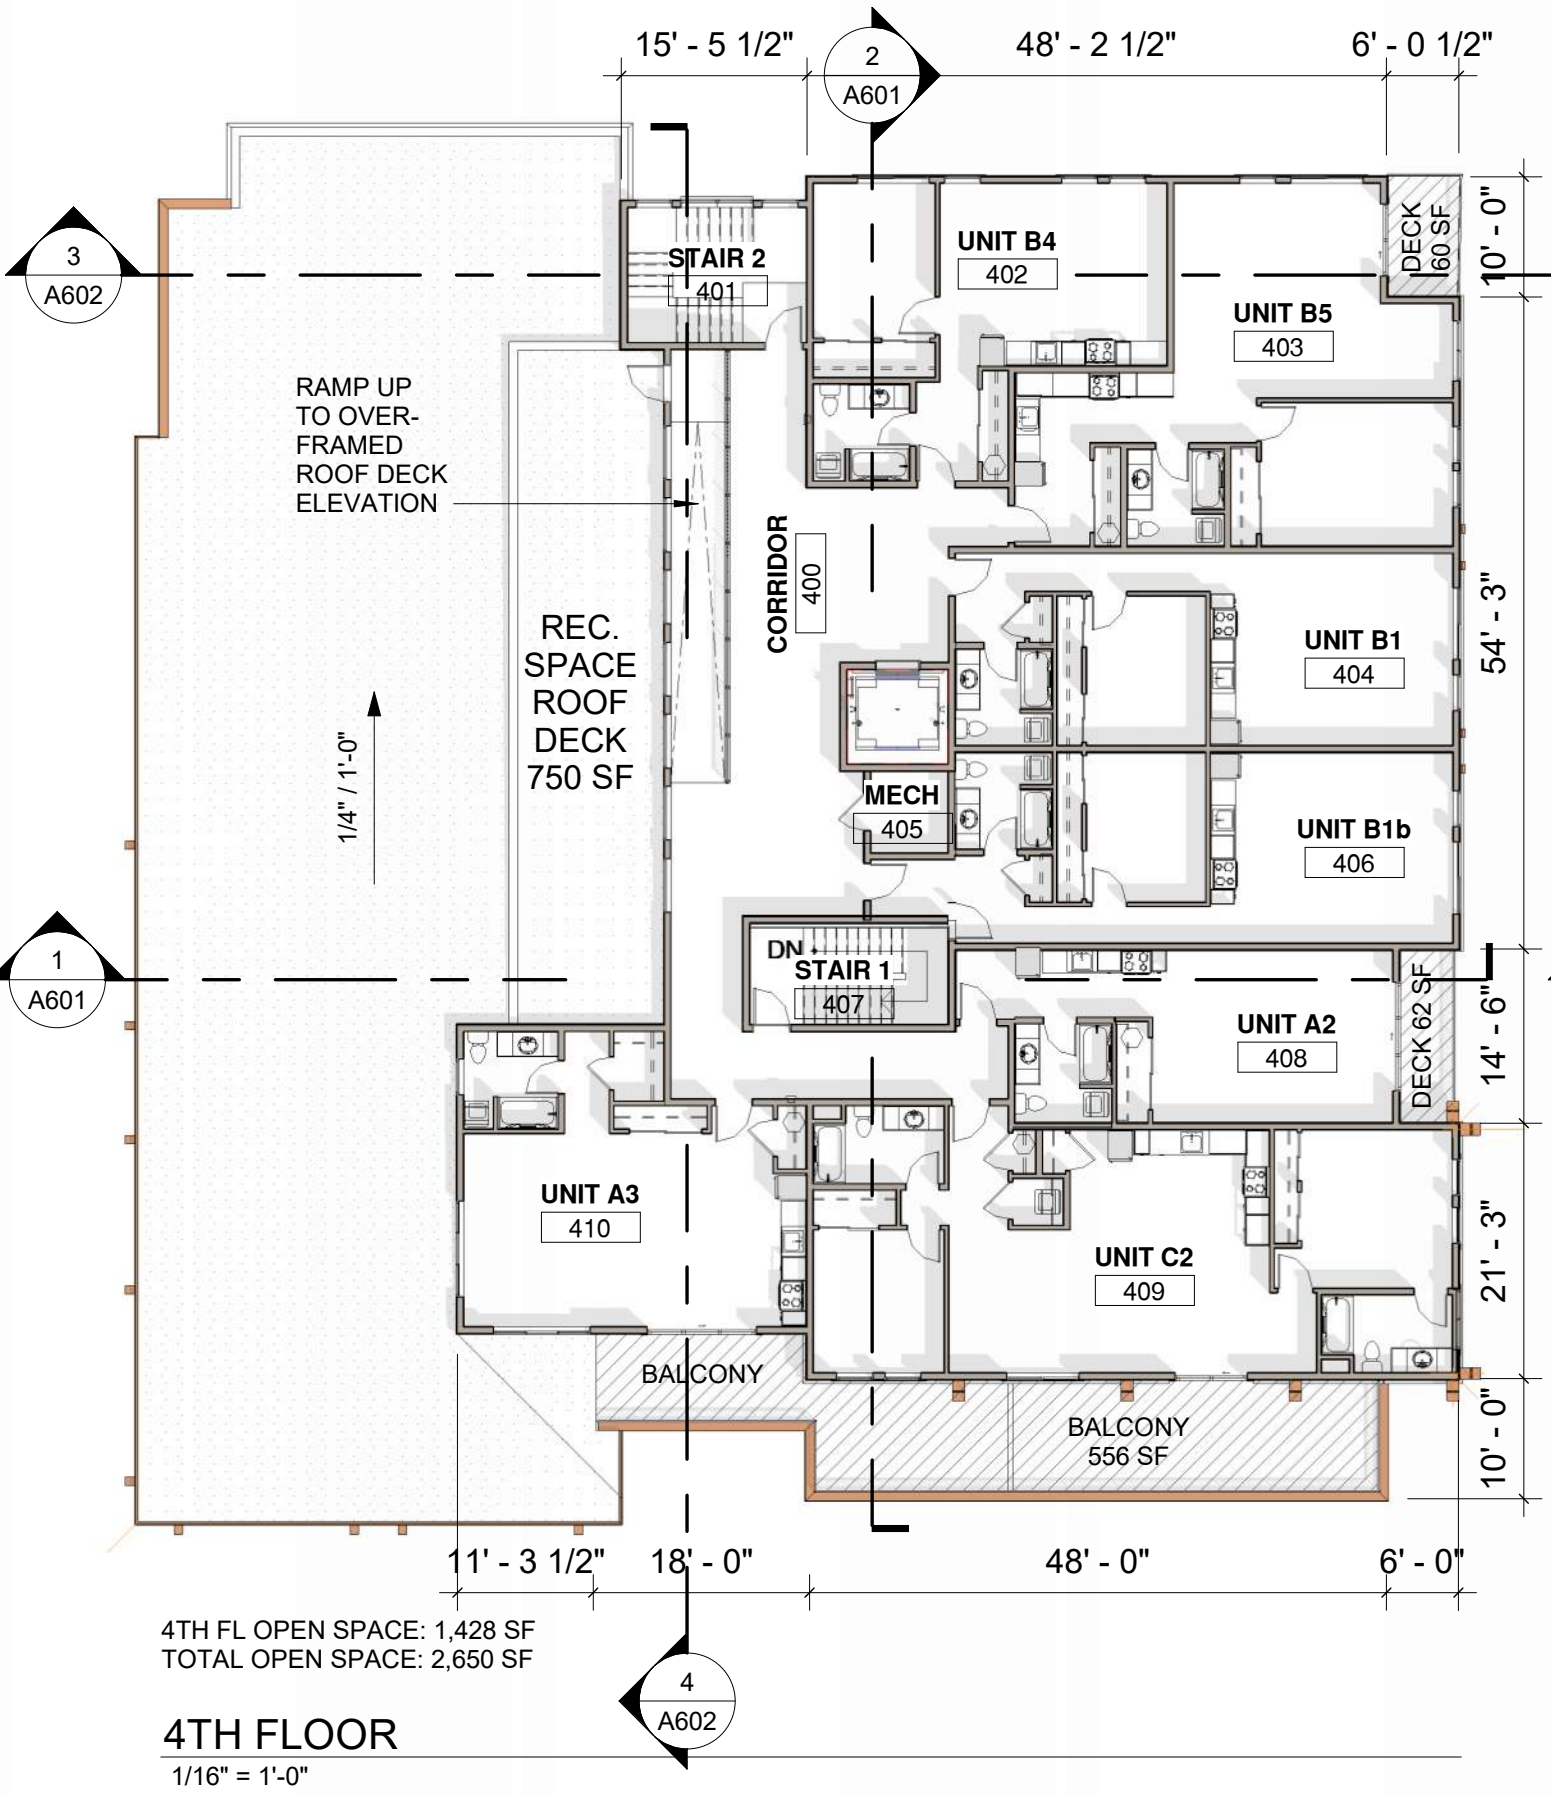 15' - 5 1/2"
48' - 2 1/2"
6' - 0 1/2"
2
A601
3
A602
STAIR 2
401
UNIT B4
402
DECK
60 SF
10' - 0"
UNIT B5
403
RAMP UP
TO OVER-
FRAMED
ROOF DECK
ELEVATION
CORRIDOR
400
REC.
SPACE
ROOF
DECK
750 SF
1/4" / 1'-0"
UNIT B1
404
54' - 3"
MECH
405
UNIT B1b
406
1
A601
DN
STAIR 1
407
UNIT A2
408
DECK 62 SF
14' - 6"
UNIT A3
410
UNIT C2
409
21' - 3"
BALCONY
BALCONY
556 SF
10' - 0"
11' - 3 1/2"
18' - 0"
48' - 0"
6' - 0"
4TH FL OPEN SPACE: 1,428 SF
TOTAL OPEN SPACE: 2,650 SF
4
A602
4TH FLOOR
1/16" = 1'-0"